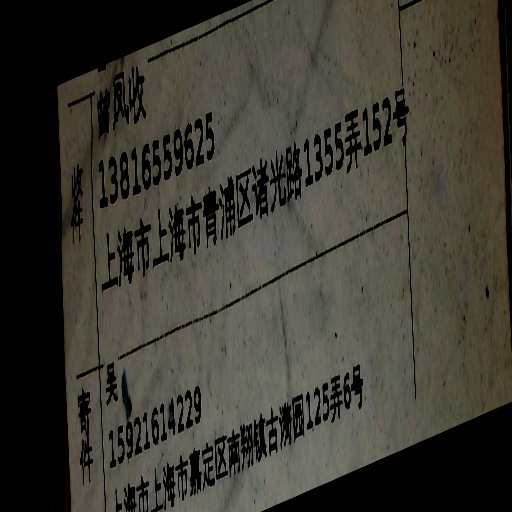 收件
凤收
13816559625
上海市上海市青浦区诸光路1355弄152号
寄件
吴
15921614229
上海市上海市嘉定区南翔镇古漪园125弄6号